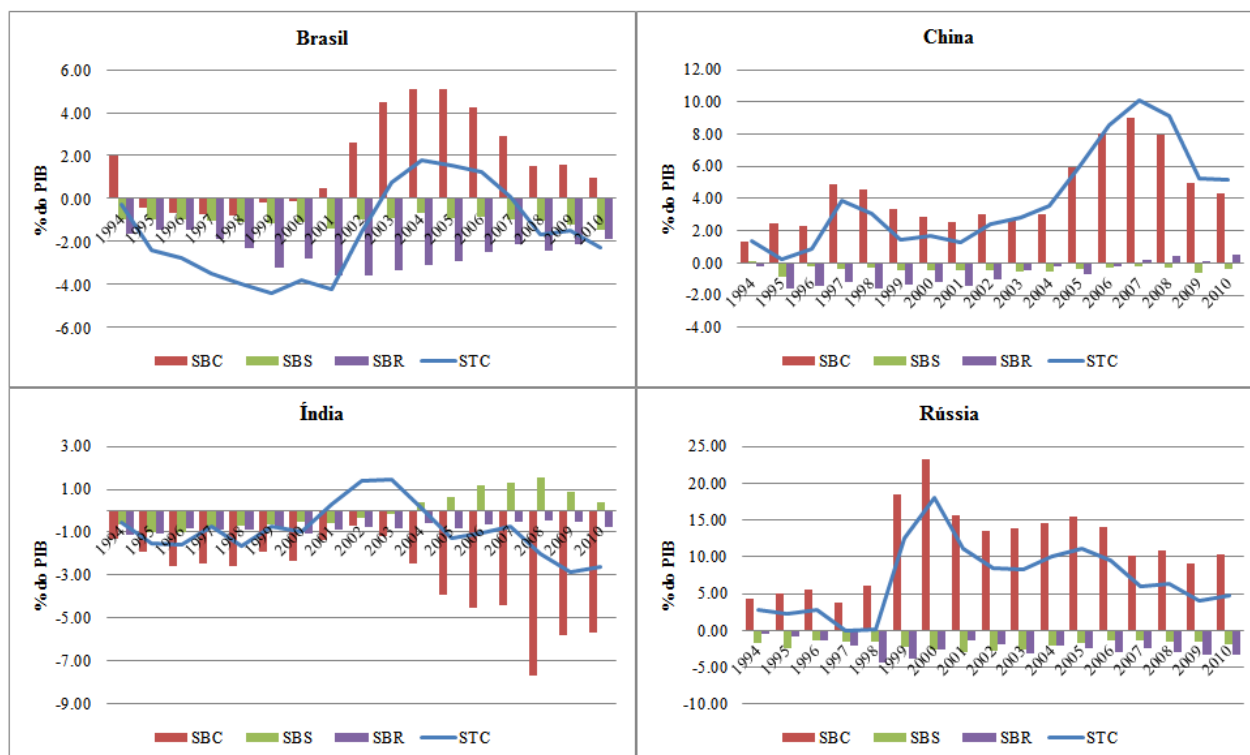 Brasil
% do PIB
6.00
4.00
2.00
0.00
-2.00
-4.00
-6.00
1994 1995 1996 1997 1998 1999 2000 2001 2002 2003 2004 2005 2006 2007 2008 2009 2010
SBC SBS SBR STC
China
% do PIB
12.00
10.00
8.00
6.00
4.00
2.00
0.00
-2.00
-4.00
1994 1995 1996 1997 1998 1999 2000 2001 2002 2003 2004 2005 2006 2007 2008 2009 2010
SBC SBS SBR STC
Índia
% do PIB
3.00
1.00
-1.00
-3.00
-5.00
-7.00
-9.00
1994 1995 1996 1997 1998 1999 2000 2001 2002 2003 2004 2005 2006 2007 2008 2009 2010
SBC SBS SBR STC
Rússia
% do PIB
25.00
20.00
15.00
10.00
5.00
0.00
-5.00
-10.00
1994 1995 1996 1997 1998 1999 2000 2001 2002 2003 2004 2005 2006 2007 2008 2009 2010
SBC SBS SBR STC